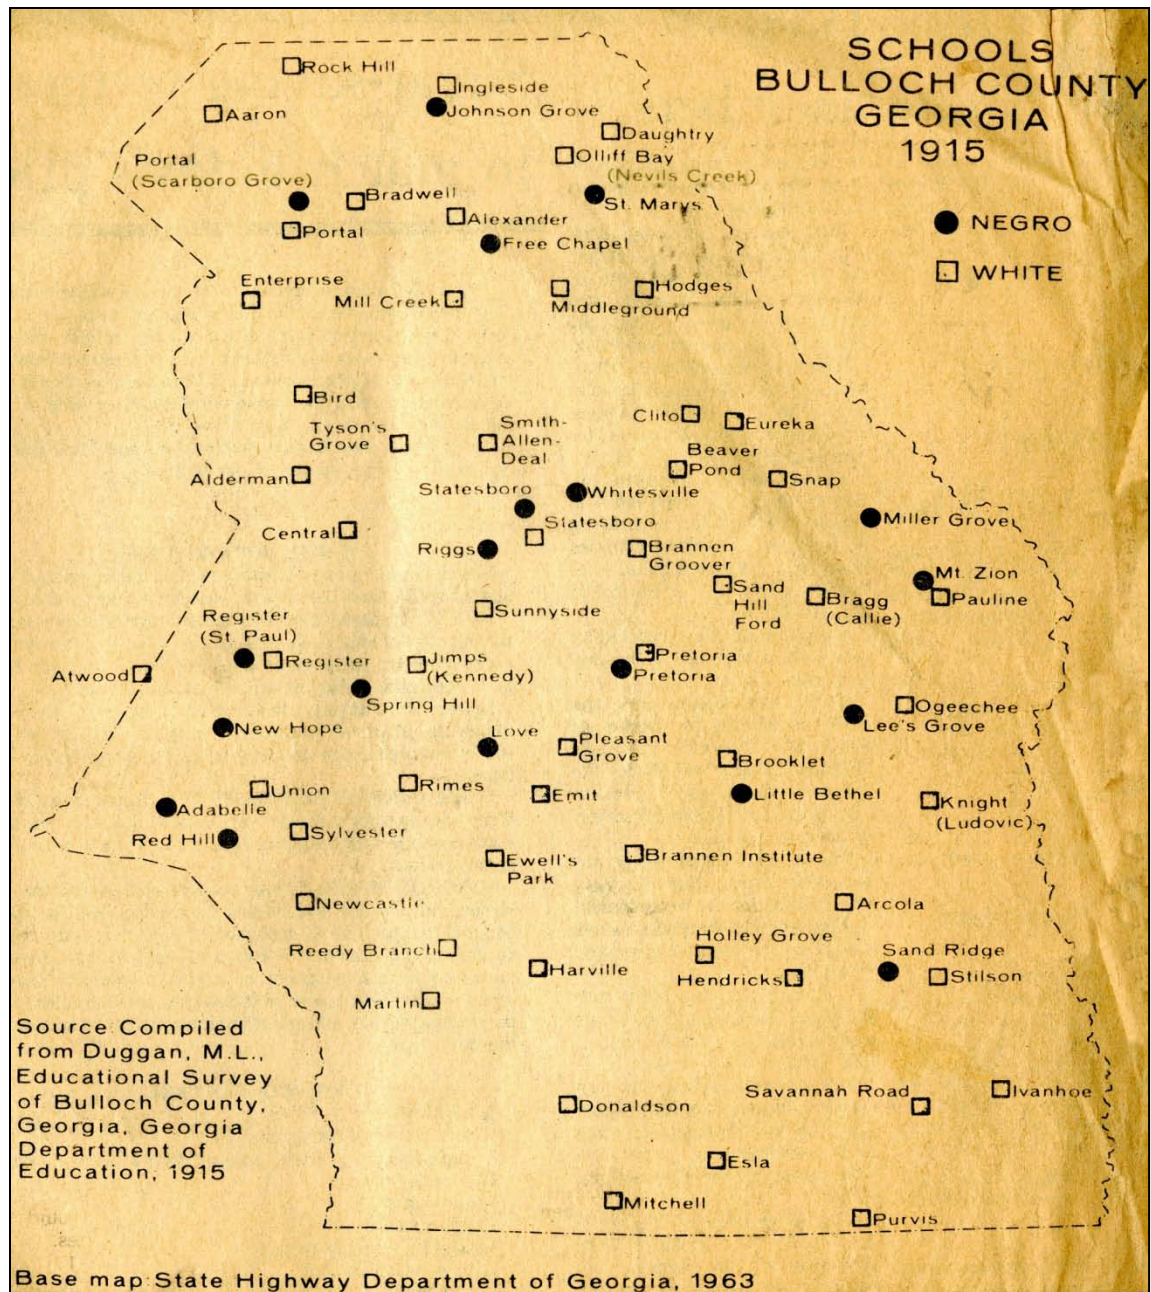 SCHOOLS
BULLOCH COUNTY
GEORGIA
1915
NEGRO
WHITE
Rock Hill
Ingleside
Johnson Grove
Aaron
Daughtry
Portal
(Scarboro Grove)
Olliff Bay
(Nevils Creek)
St. Marys
Bradwell
Alexander
Portal
Free Chapel
Enterprise
Mill Creek
Hodges
Middleground
Bird
Tyson's
Grove
Smith-
Allen-
Deal
Clito
Eureka
Beaver
Pond
Alderman
Snap
Statesboro
Whitesville
Statesboro
Miller Grove
Central
Riggs
Brannen
Groover
Mt. Zion
Sand
Hill
Ford
Bragg
(Callie)
Pauline
Sunnyside
Register
(St. Paul)
Register
Jimps
(Kennedy)
Pretoria
Pretoria
Atwood
Spring Hill
Ogeechee
Lee's Grove
New Hope
Love
Pleasant
Grove
Brooklet
Union
Rimes
Emit
Little Bethel
Knight
(Ludovic)
Adabelle
Red Hill
Sylvester
Ewell's
Park
Brannen Institute
Newcastle
Arcola
Reedy Branch
Holley Grove
Sand Ridge
Harville
Hendricks
Stilson
Martin
Source Compiled
from Duggan, M.L.,
Educational Survey
of Bulloch County,
Georgia, Georgia
Department of
Education, 1915
Donaldson
Savannah Road
Ivanhoe
Esla
Mitchell
Purvis
Base map: State Highway Department of Georgia, 1963